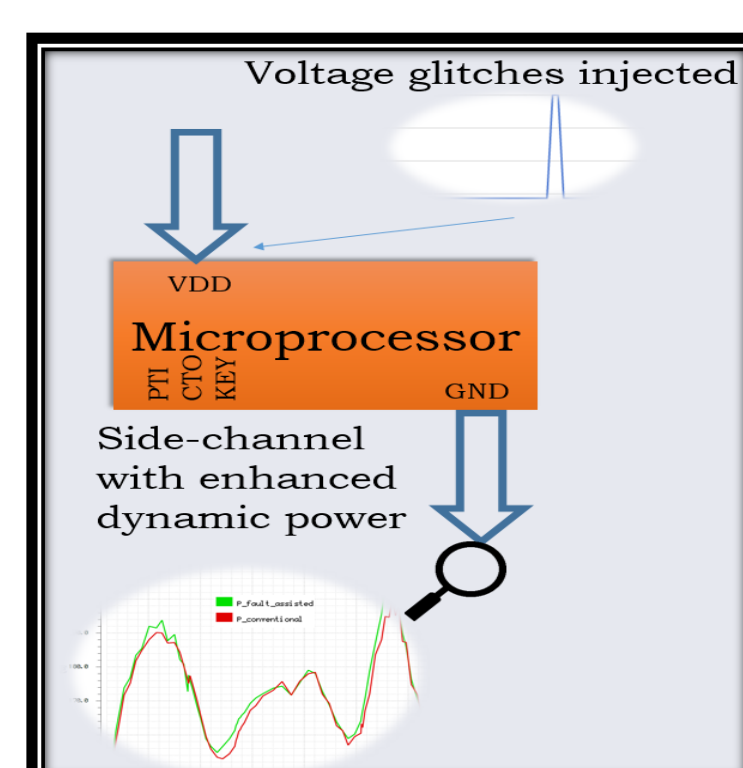 Voltage glitches injected
VDD
Microprocessor
PTI
CTO
KEY
GND
Side-channel
with enhanced
dynamic power
P_fault_assisted
P_conventional